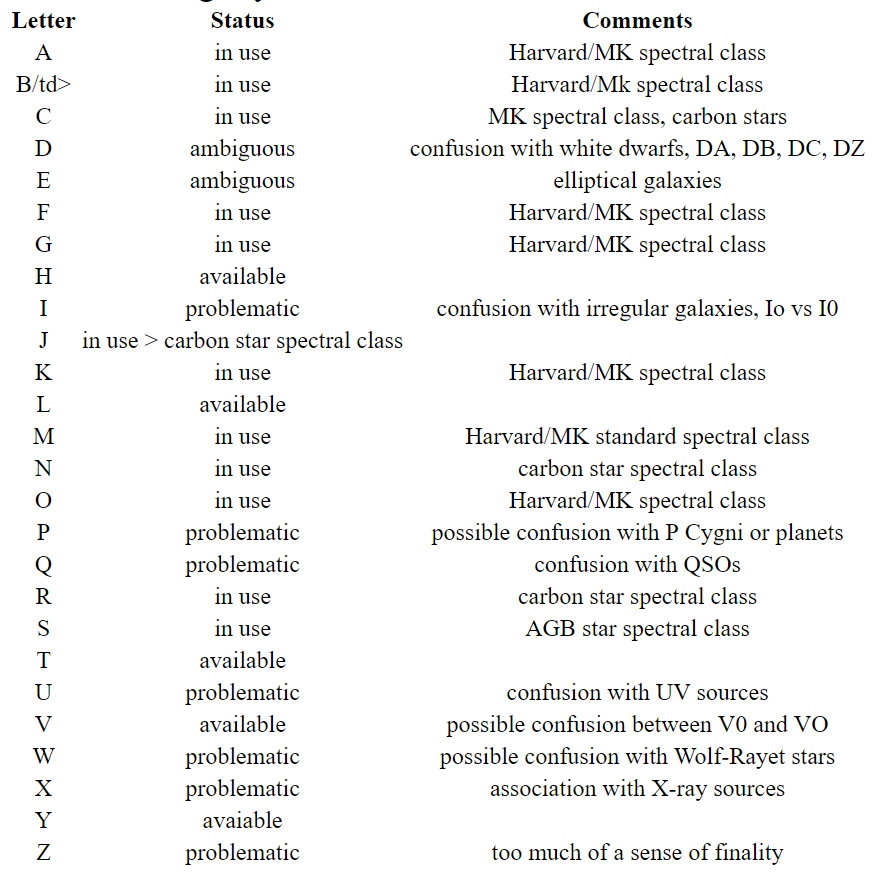 Letter Status Comments
A in use Harvard/MK spectral class
B/td> in use Harvard/Mk spectral class
C in use MK spectral class, carbon stars
D ambiguous confusion with white dwarfs, DA, DB, DC, DZ
E ambiguous elliptical galaxies
F in use Harvard/MK spectral class
G in use Harvard/MK spectral class
H available
I problematic confusion with irregular galaxies, Io vs I0
J in use > carbon star spectral class
K in use Harvard/MK spectral class
L available
M in use Harvard/MK standard spectral class
N in use carbon star spectral class
O in use Harvard/MK spectral class
P problematic possible confusion with P Cygni or planets
Q problematic confusion with QSOs
R in use carbon star spectral class
S in use AGB star spectral class
T available
U problematic confusion with UV sources
V available possible confusion between V0 and VO
W problematic possible confusion with Wolf-Rayet stars
X problematic association with X-ray sources
Y avaiable
Z problematic too much of a sense of finality